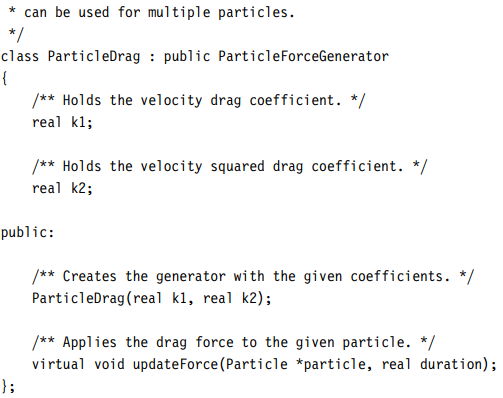 * can be used for multiple particles.
*/
class ParticleDrag : public ParticleForceGenerator
{
/** Holds the velocity drag coefficient. */
real k1;
/** Holds the velocity squared drag coefficient. */
real k2;
public:
/** Creates the generator with the given coefficients. */
ParticleDrag(real k1, real k2);
/** Applies the drag force to the given particle. */
virtual void updateForce(Particle *particle, real duration);
};